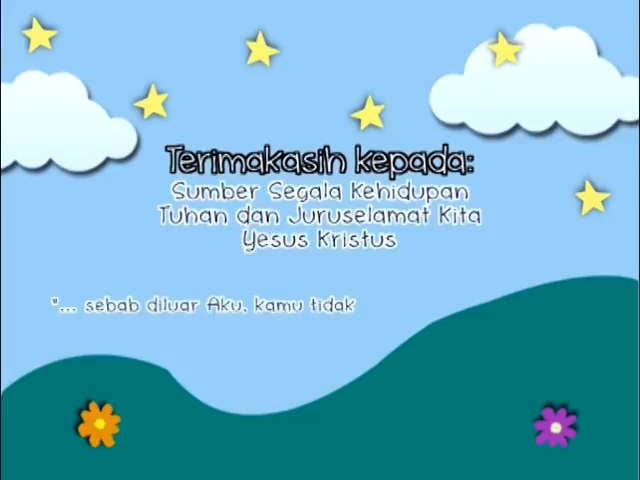 Terimakasih kepada:
Sumber Segala Kehidupan
Tuhan dan Juruselamat Kita
Yesus Kristus
"... sebab diluar Aku, kamu tidak